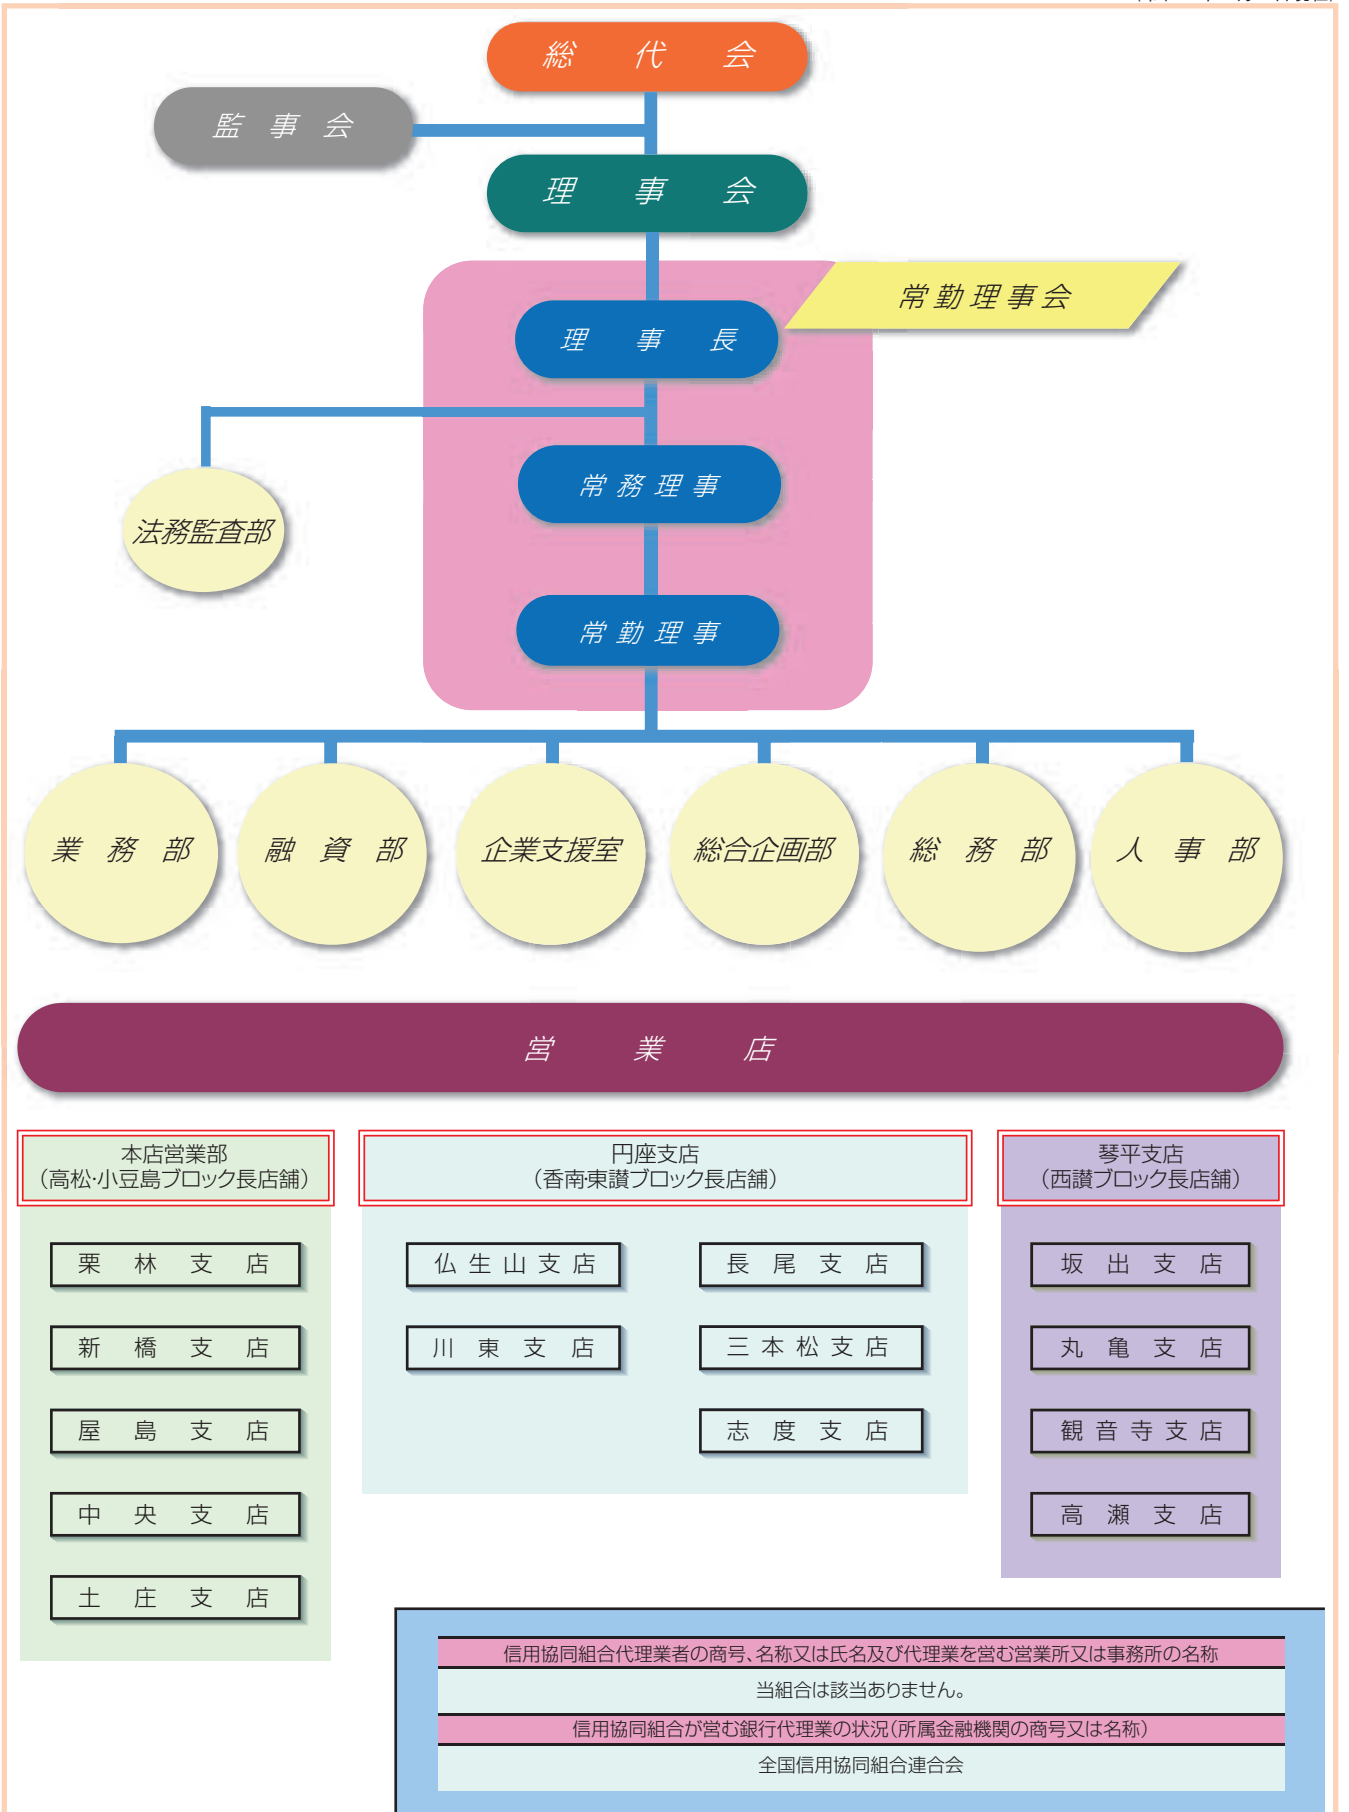 総代会
監事会
理事会
常勤理事会
理事長
常務理事
法務監査部
常勤理事
業務部
融資部
企業支援室
総合企画部
総務部
人事部
営業店
本店営業部
（高松・小豆島ブロック長店舗）
栗林支店
新橋支店
屋島支店
中央支店
土庄支店
円座支店
（香南・東讃ブロック長店舗）
仏生山支店
川東支店
長尾支店
三本松支店
志度支店
琴平支店
（西讃ブロック長店舗）
坂出支店
丸亀支店
観音寺支店
高瀬支店
信用協同組合代理業者の商号、名称又は氏名及び代理業を営む営業所又は事務所の名称
当組合は該当ありません。
信用協同組合が営む銀行代理業の状況（所属金融機関の商号又は名称）
全国信用協同組合連合会